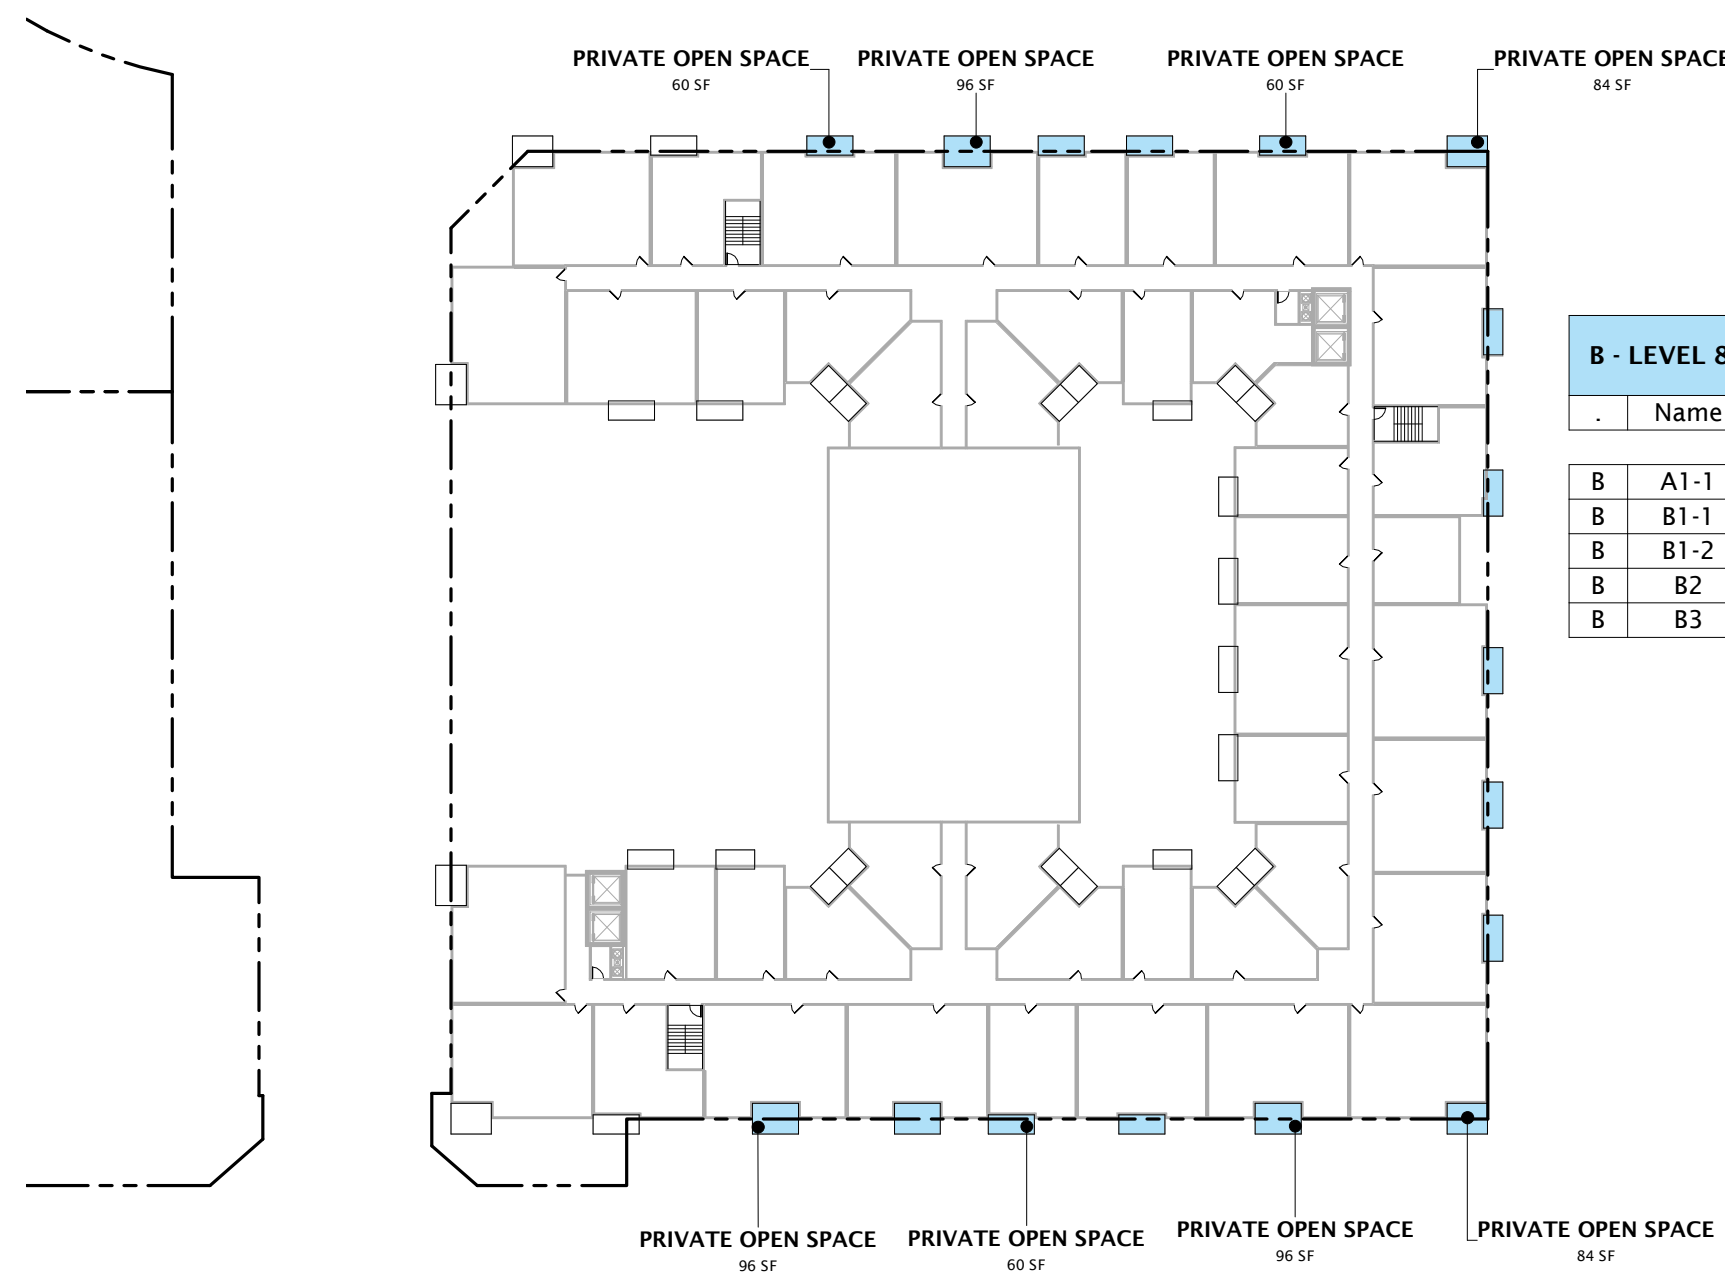 PRIVATE OPEN SPACE
60 SF
PRIVATE OPEN SPACE
96 SF
PRIVATE OPEN SPACE
60 SF
PRIVATE OPEN SPACE
84 SF
B - LEVEL 8
. Name
B A1-1
B B1-1
B B1-2
B B2
B B3
PRIVATE OPEN SPACE
96 SF
PRIVATE OPEN SPACE
60 SF
PRIVATE OPEN SPACE
96 SF
PRIVATE OPEN SPACE
84 SF